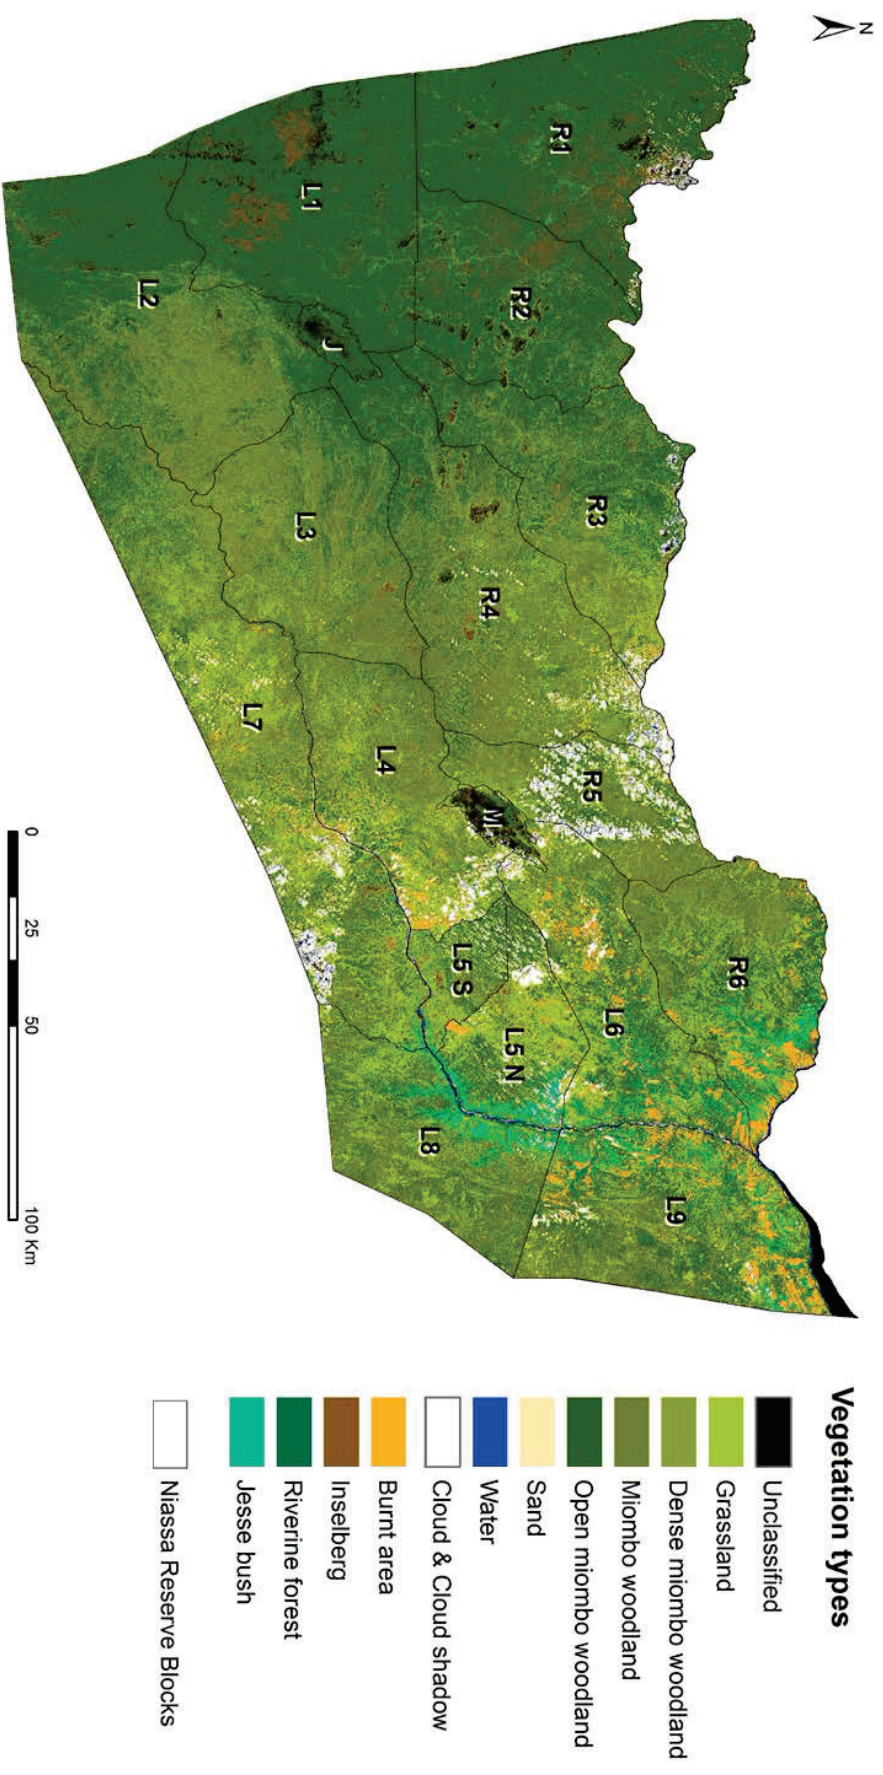 N
R1
R2
R3
R4
R5
R6
L1
L2
J
L3
L4
M
L5 S
L5 N
L6
L7
L8
L9
0 25 50 100 Km
Vegetation types
Unclassified
Grassland
Dense miombo woodland
Miombo woodland
Open miombo woodland
Sand
Cloud & Cloud shadow
Water
Burnt area
Inselberg
Riverine forest
Jesse bush
Niassa Reserve Blocks